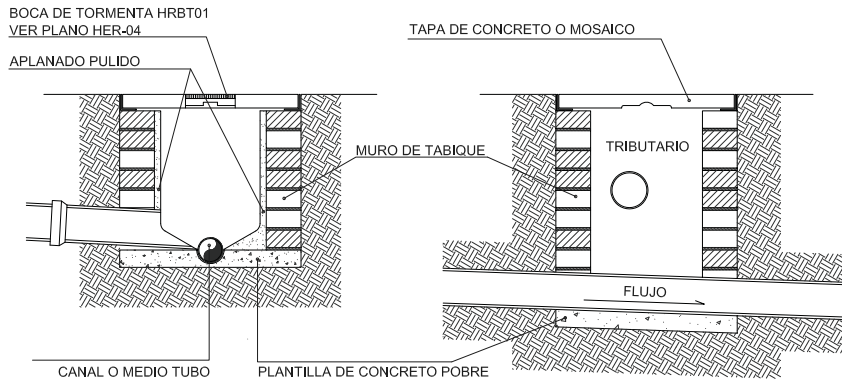 BOCA DE TORMENTA HRBT01
VER PLANO HER-04
APLANADO PULIDO
TAPA DE CONCRETO O MOSAICO
MURO DE TABIQUE
TRIBUTARIO
FLUJO
CANAL O MEDIO TUBO
PLANTILLA DE CONCRETO POBRE